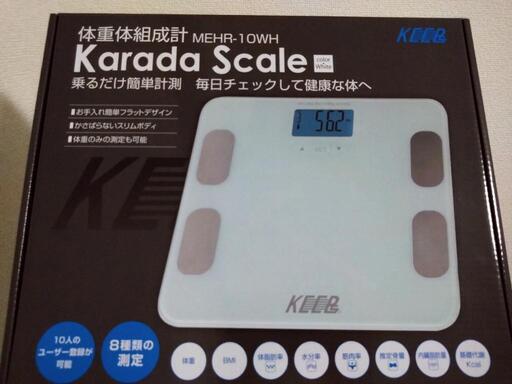 体重体組成計 MEHR-10WH
KEEP
Karada Scale
color
White
乗るだけ簡単計測 毎日チェックして健康な体へ
お手入れ簡単フラットデザイン
かさばらないスリムボディ
体重のみの測定も可能
56.2
SET
KEEP
10人の
ユーザー登録が
可能
8種類の
測定
体重
BMI
体脂肪率
水分率
筋肉率
推定骨量
内臓脂肪量
基礎代謝
Kcal